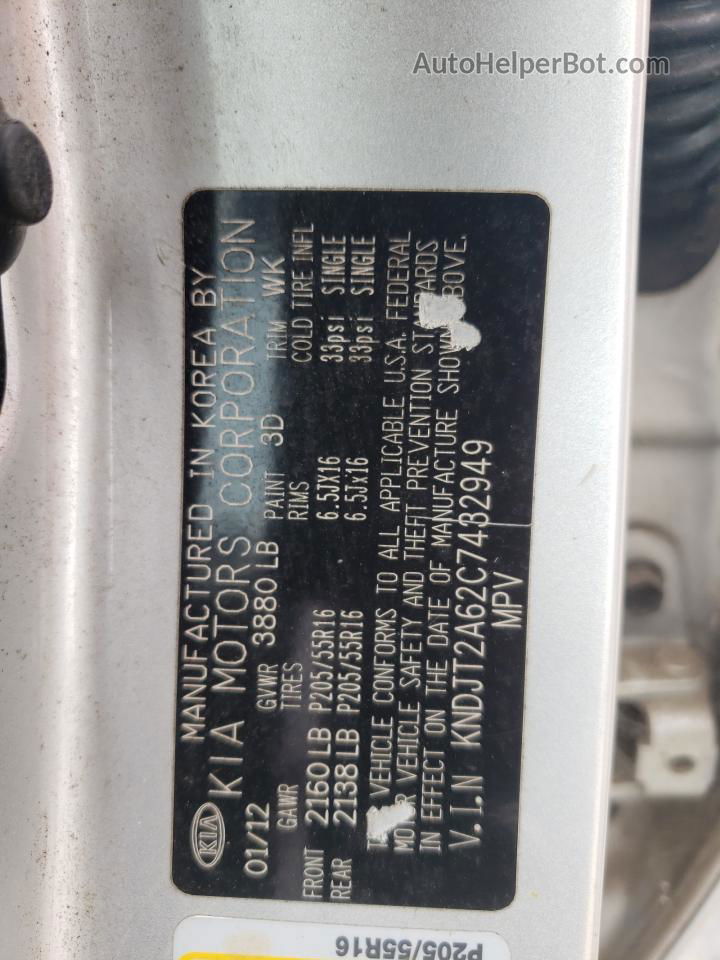 AutoHelperBot.com
KIA
MANUFACTURED IN KOREA BY
KIA MOTORS CORPORATION
01/12 GVWR 3880 LB PAINT 3D TRIM WK
GAWR TIRES RIMS COLD TIRE INFL
FRONT 2160 LB P205/55R16 6.5JX16 33psi SINGLE
REAR 2138 LB P205/55R16 6.5JX16 33psi SINGLE
VEHICLE CONFORMS TO ALL APPLICABLE U.S.A. FEDERAL
MOTOR VEHICLE SAFETY AND THEFT PREVENTION
IN EFFECT ON THE DATE OF MANUFACTURE SHOWN
V.I.N KNDJT2A62C7432949
MPV
P205/55R16